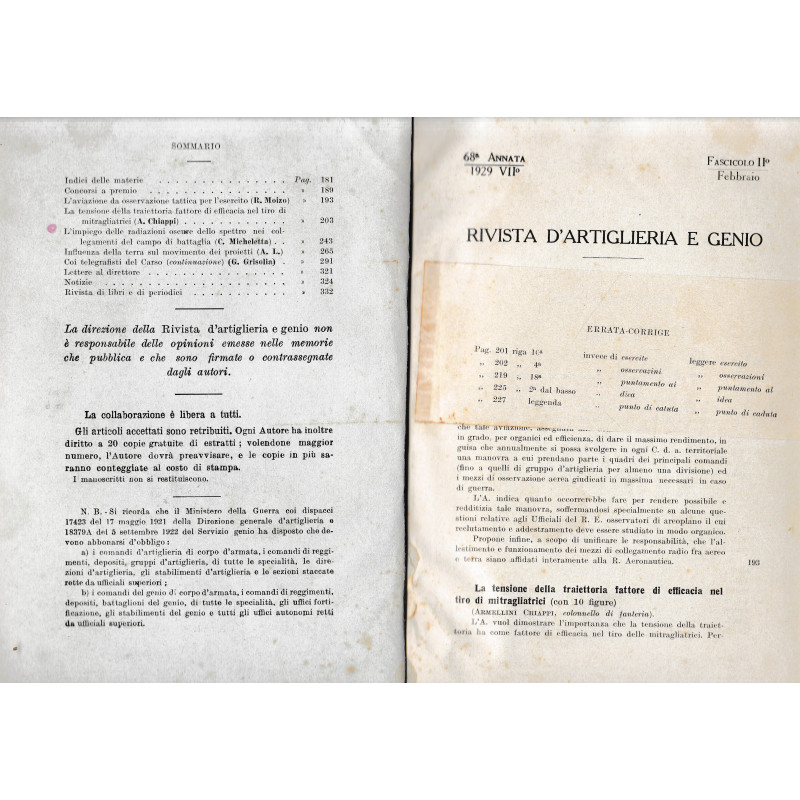 SOMMARIO
Indici delle materie . . . . . . . . . . . . . . . Pag. 181
Concorsi a premio . . . . . . . . . . . . . . . » 189
L'aviazione da osservazione tattica per l'esercito (R. Moizo) » 193
La tensione della traiettoria fattore di efficacia nel tiro di
mitragliatrici (A. Chiappi) . . . . . . . . . . . » 203
L'impiego delle radiazioni oscure dello spettro nei col-
legamenti del campo di battaglia (C. Micheletta) . . » 243
Influenza della terra sul movimento dei proietti (A. L.) » 265
Coi telegrafisti del Carso (continuazione) (G. Grisolia) . » 291
Lettere al direttore . . . . . . . . . . . . . . . » 321
Notizie . . . . . . . . . . . . . . . . . . » 324
Rivista di libri e di periodici . . . . . . . . . . . » 332
La direzione della Rivista d'artiglieria e genio non
è responsabile delle opinioni emesse nelle memorie
che pubblica e che sono firmate o contrassegnate
dagli autori.
La collaborazione è libera a tutti.
Gli articoli accettati sono retribuiti. Ogni Autore ha inoltre
diritto a 20 copie gratuite di estratti; volendone maggior
numero, l'Autore dovrà preavvisare, e le copie in più sa-
ranno conteggiate al costo di stampa.
I manoscritti non si restituiscono.
N. B. - Si ricorda che il Ministero della Guerra coi dispacci
17423 del 17 maggio 1921 della Direzione generale d'artiglieria e
18379A del 5 settembre 1922 del Servizio genio ha disposto che de-
vono abbonarsi d'obbligo:
a) i comandi d'artiglieria di corpo d'armata, i comandi di reggi-
menti, depositi, gruppi d'artiglieria, di tutte le specialità, le dire-
zioni d'artiglieria, gli stabilimenti d'artiglieria e le sezioni staccate
rette da ufficiali superiori;
b) i comandi del genio di corpo d'armata, i comandi di reggimenti,
depositi, battaglioni del genio, di tutte le specialità, gli uffici forti-
ficazione, gli stabilimenti del genio e tutti gli uffici autonomi retti
da ufficiali superiori.
68ª ANNATA
1929 VIIº
FASCICOLO IIº
Febbraio
RIVISTA D'ARTIGLIERIA E GENIO
ERRATA-CORRIGE
Pag. 201 riga 10ª invece di esercite leggere esercito
„ 202 „ 4ª „ osservazini „ osservazioni
„ 219 „ 18ª „ puntamento ai „ puntamento al
„ 225 „ 2ª dal basso „ dica „ idea
„ 227 leggenda „ punto di catuta „ punto di caduta
che tale aviazione, assegnata
in grado, per organici ed efficienza, di dare il massimo rendimento, in
guisa che annualmente si possa svolgere in ogni C. d. a. territoriale
una manovra a cui prendano parte i quadri dei principali comandi
(fino a quelli di gruppo d'artiglieria per almeno una divisione) ed
i mezzi di osservazione aerea giudicati in massima necessari in caso
di guerra.
L'A. indica quanto occorrerebbe fare per rendere possibile e
redditizia tale manovra, soffermandosi specialmente su alcune que-
stioni relative agli Ufficiali del R. E. osservatori di aeroplano il cui
reclutamento e addestramento deve essere studiato in modo organico.
Propone infine, a scopo di unificare le responsabilità, che l'al-
lestimento e funzionamento dei mezzi di collegamento radio fra aereo
e terra siano affidati interamente alla R. Aeronautica. 193
La tensione della traiettoria fattore di efficacia nel
tiro di mitragliatrici (con 10 figure)
(ARMELLINI CHIAPPI, colonnello di fanteria).
L'A. vuol dimostrare l'importanza che la tensione della traiet-
toria ha come fattore di efficacia nel tiro delle mitragliatrici. Per-